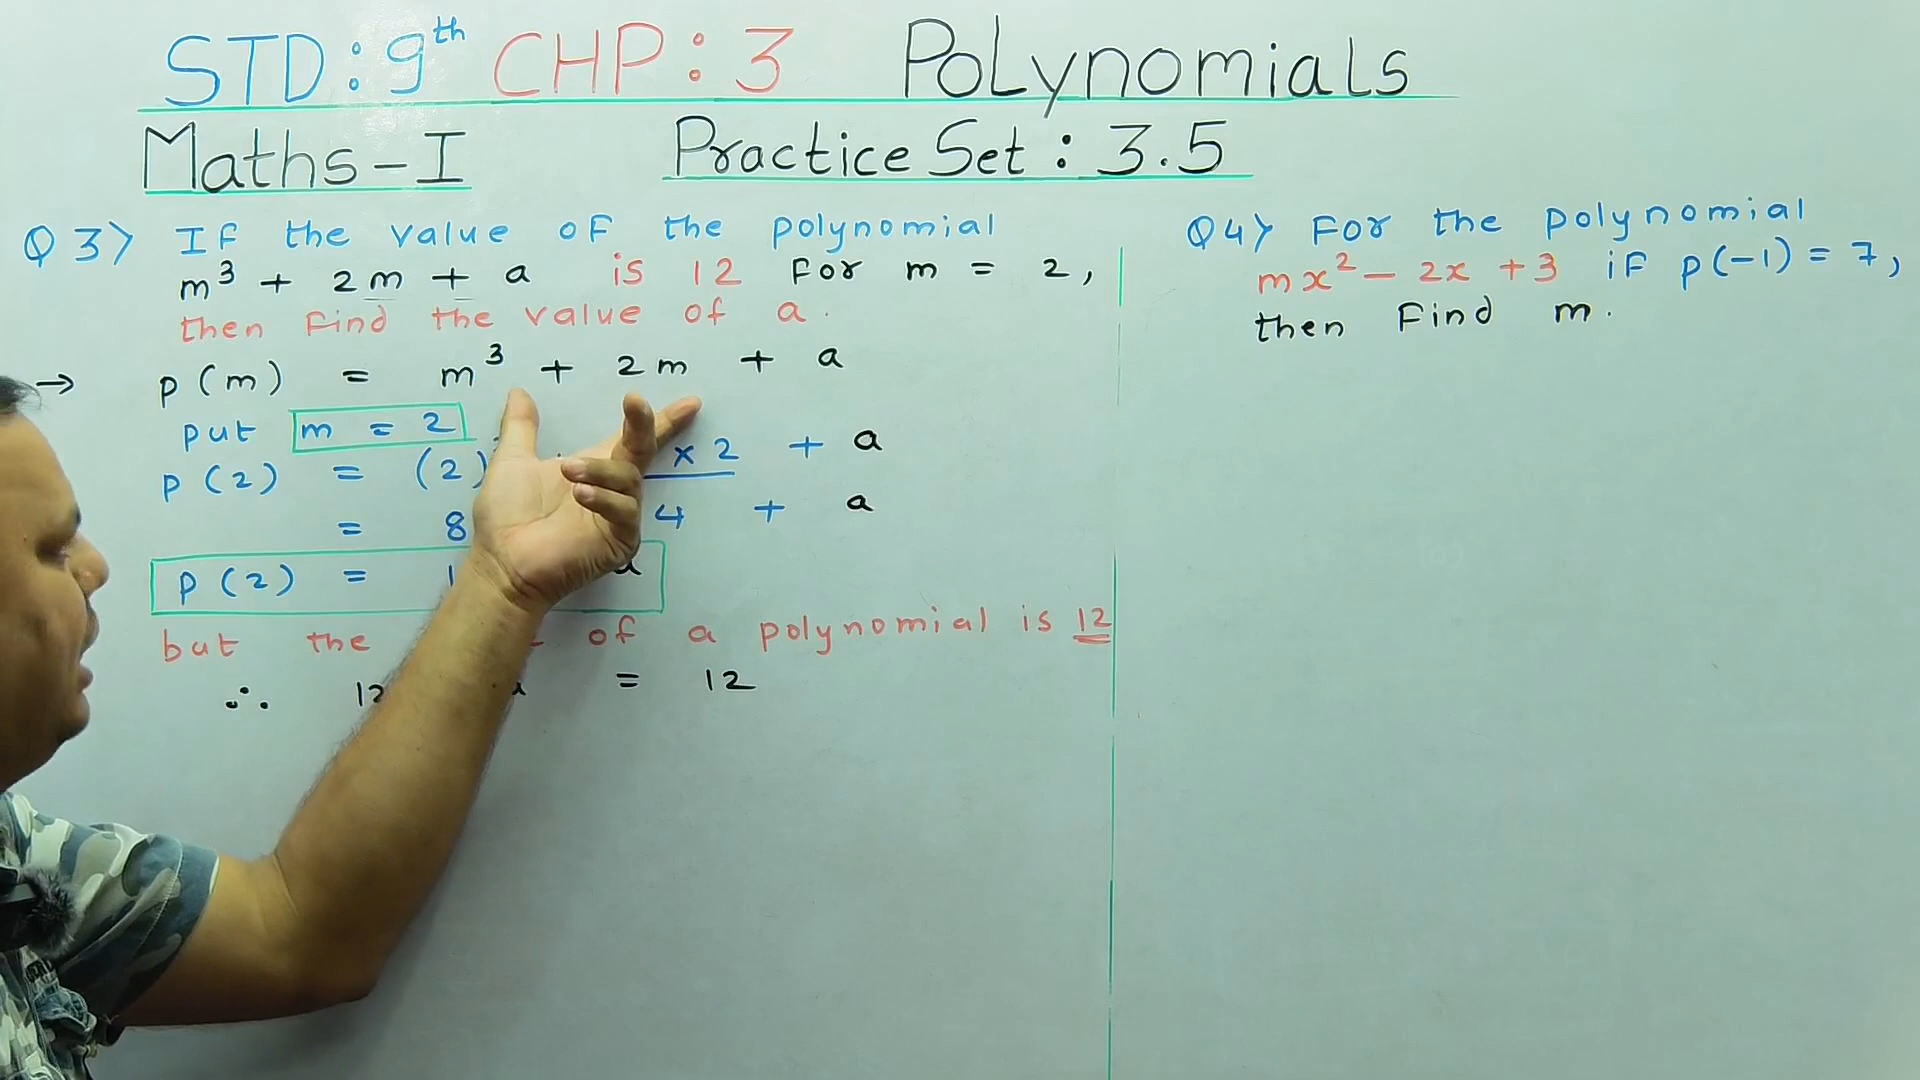 STD : 9th CHP : 3 Polynomials
Maths-I Practice Set : 3.5
Q 3) If the value of the polynomial
m³ + 2m + a is 12 for m = 2,
then find the value of a.
→ p(m) = m³ + 2m + a
put m = 2
p(2) = (2) × 2 + a
= 8 4 + a
p(2) = 1 a
but the of a polynomial is 12
∴ 12 a = 12
Q4) For the polynomial
mx² - 2x + 3 if p(-1) = 7,
then find m.